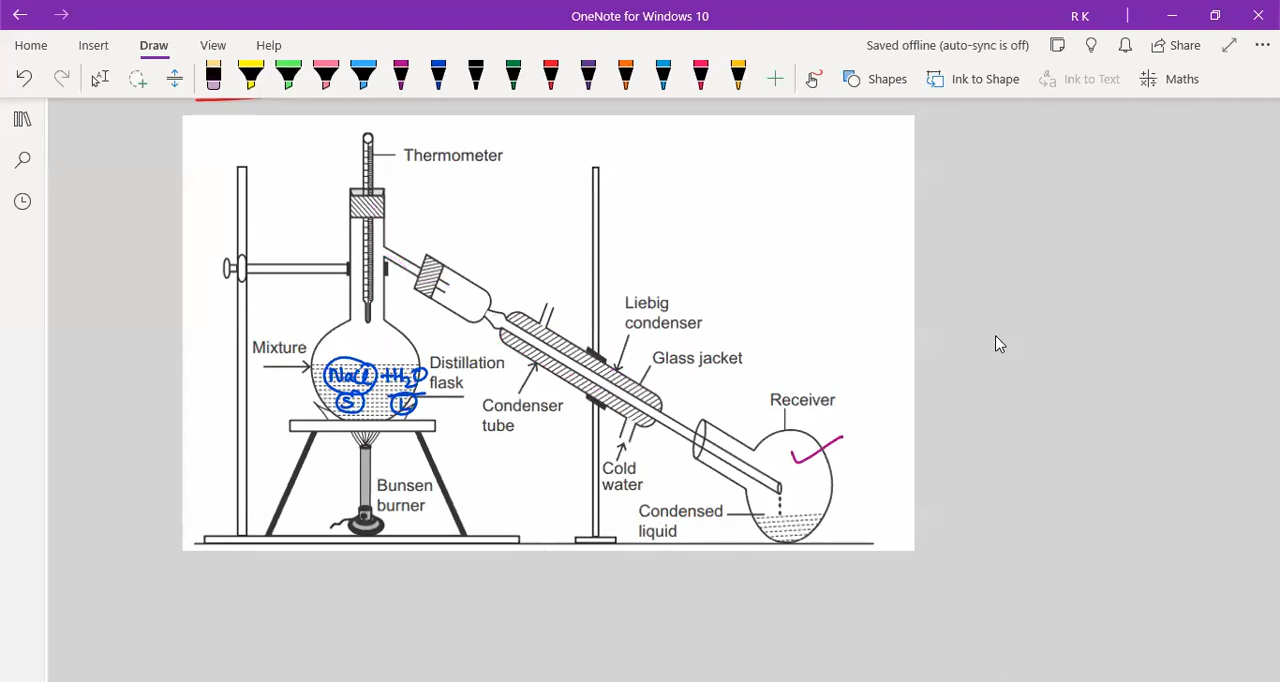 OneNote for Windows 10
R K
Home Insert Draw View Help
Saved offline (auto-sync is off)
Share
Shapes
Ink to Shape
Ink to Text
Maths
Thermometer
Liebig
condenser
Mixture
Glass jacket
Distillation
flask
NaCl + H2O
S L
Condenser
tube
Receiver
Cold
water
Bunsen
burner
Condensed
liquid